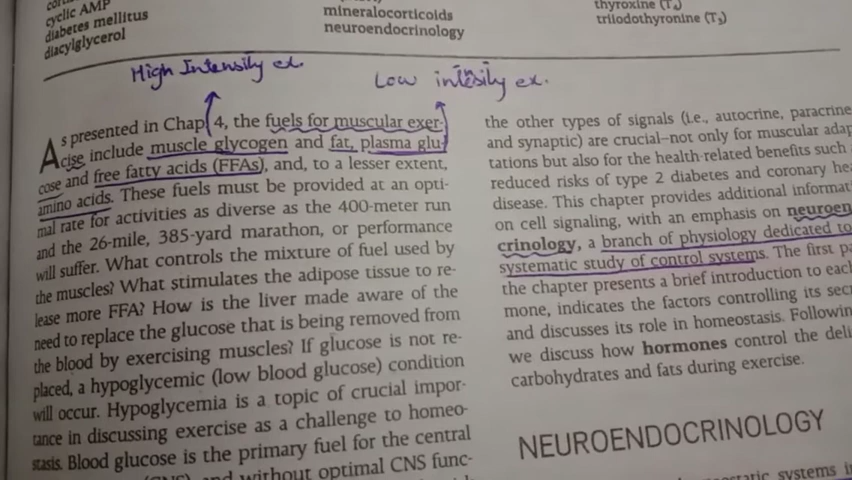 cyclic AMP
diabetes mellitus
diacylglycerol
mineralocorticoids
neuroendocrinology
thyroxine (T₄)
triiodothyronine (T₃)
High Intensity ex.
Low intesity ex.
As presented in Chap 4, the fuels for muscular exer-
cise include muscle glycogen and fat, plasma glu-
cose and free fatty acids (FFAs), and, to a lesser extent,
amino acids. These fuels must be provided at an opti-
mal rate for activities as diverse as the 400-meter run
and the 26-mile, 385-yard marathon, or performance
will suffer. What controls the mixture of fuel used by
the muscles? What stimulates the adipose tissue to re-
lease more FFA? How is the liver made aware of the
need to replace the glucose that is being removed from
the blood by exercising muscles? If glucose is not re-
placed, a hypoglycemic (low blood glucose) condition
will occur. Hypoglycemia is a topic of crucial impor-
tance in discussing exercise as a challenge to homeo-
stasis. Blood glucose is the primary fuel for the central
and without optimal CNS func-
the other types of signals (i.e., autocrine, paracrine
and synaptic) are crucial—not only for muscular adap
tations but also for the health-related benefits such
reduced risks of type 2 diabetes and coronary hea
disease. This chapter provides additional informat
on cell signaling, with an emphasis on neuroen
crinology, a branch of physiology dedicated to
systematic study of control systems. The first pa
the chapter presents a brief introduction to each
mone, indicates the factors controlling its secr
and discusses its role in homeostasis. Followin
we discuss how hormones control the deli
carbohydrates and fats during exercise.
NEUROENDOCRINOLOGY
systems i